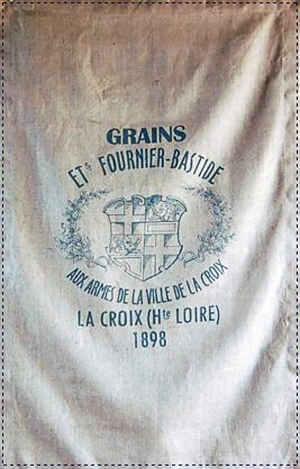 GRAINS
ETS FOURNIER-BASTIDE
AUX ARMES DE LA VILLE DE LA CROIX
LA CROIX (Hte LOIRE)
1898